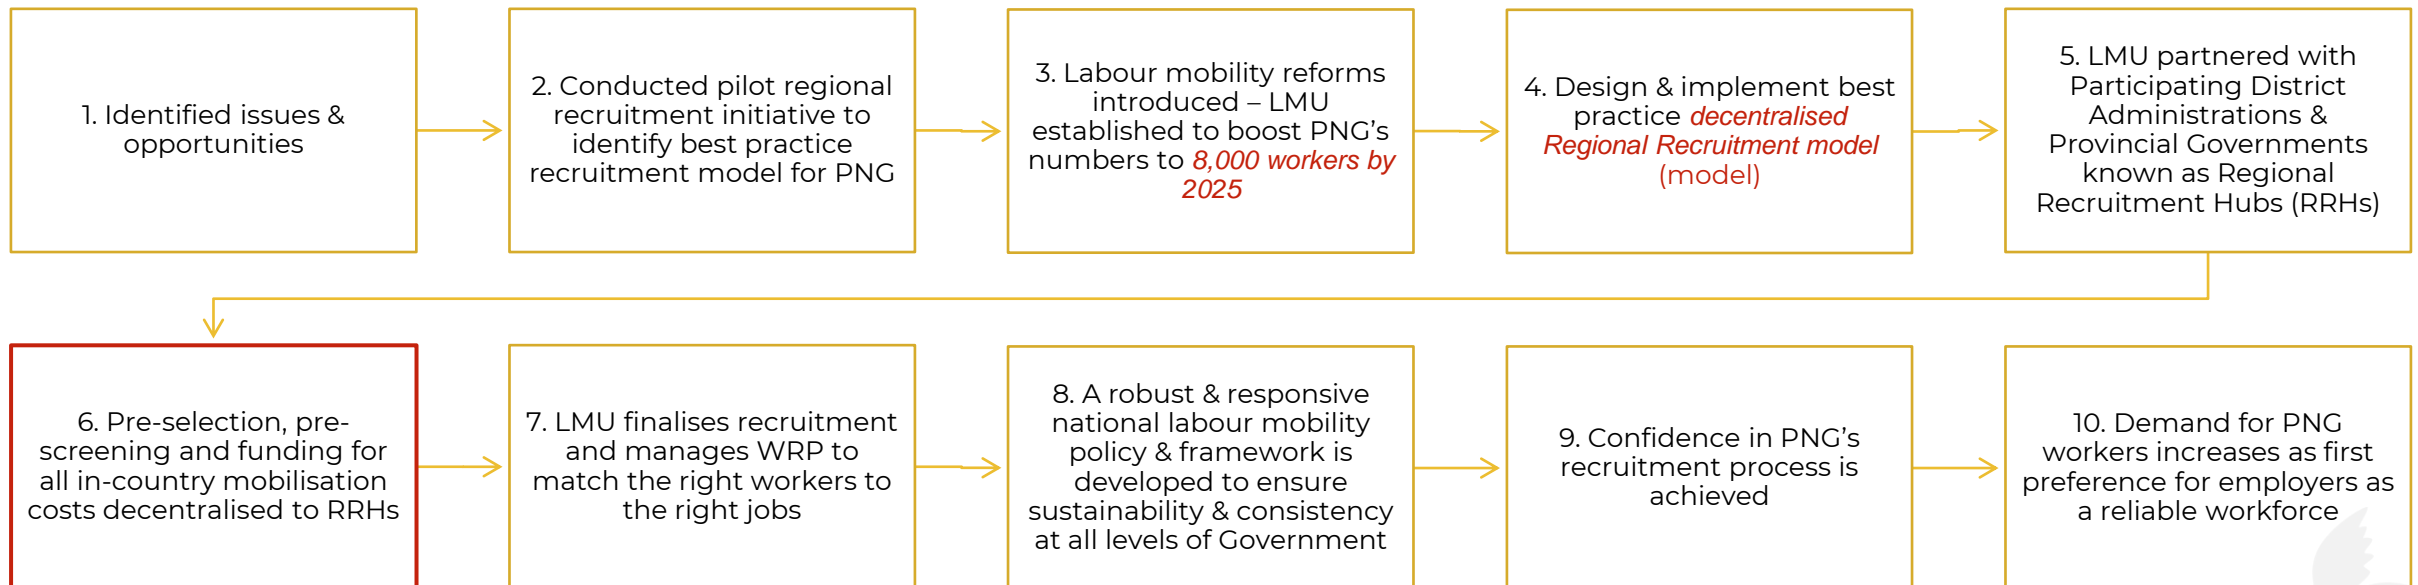 1. Identified issues &
opportunities
2. Conducted pilot regional
recruitment initiative to
identify best practice
recruitment model for PNG
3. Labour mobility reforms
introduced – LMU
established to boost PNG’s
numbers to 8,000 workers by
2025
4. Design & implement best
practice decentralised
Regional Recruitment model
(model)
5. LMU partnered with
Participating District
Administrations &
Provincial Governments
known as Regional
Recruitment Hubs (RRHs)
6. Pre-selection, pre-
screening and funding for
all in-country mobilisation
costs decentralised to RRHs
7. LMU finalises recruitment
and manages WRP to
match the right workers to
the right jobs
8. A robust & responsive
national labour mobility
policy & framework is
developed to ensure
sustainability & consistency
at all levels of Government
9. Confidence in PNG’s
recruitment process is
achieved
10. Demand for PNG
workers increases as first
preference for employers as
a reliable workforce